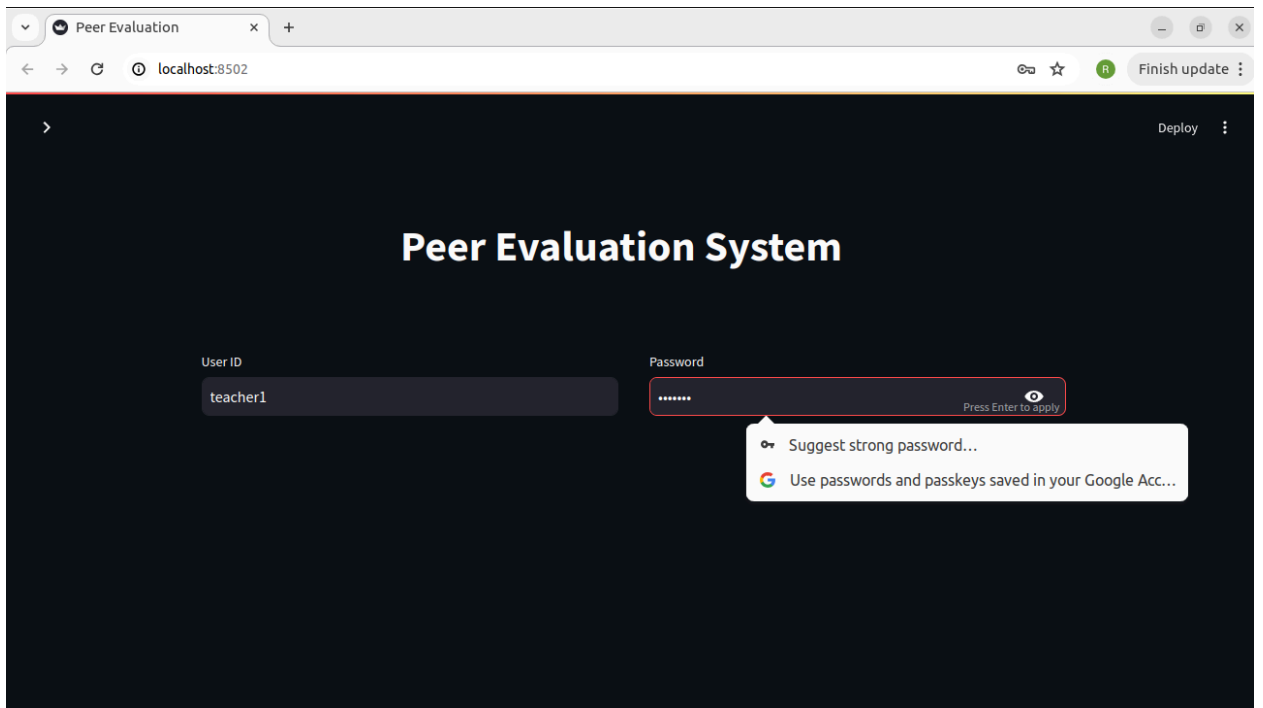 Peer Evaluation
localhost:8502
Finish update
Deploy
Peer Evaluation System
User ID
Password
teacher1
•••••••
Press Enter to apply
Suggest strong password…
Use passwords and passkeys saved in your Google Acc…
R